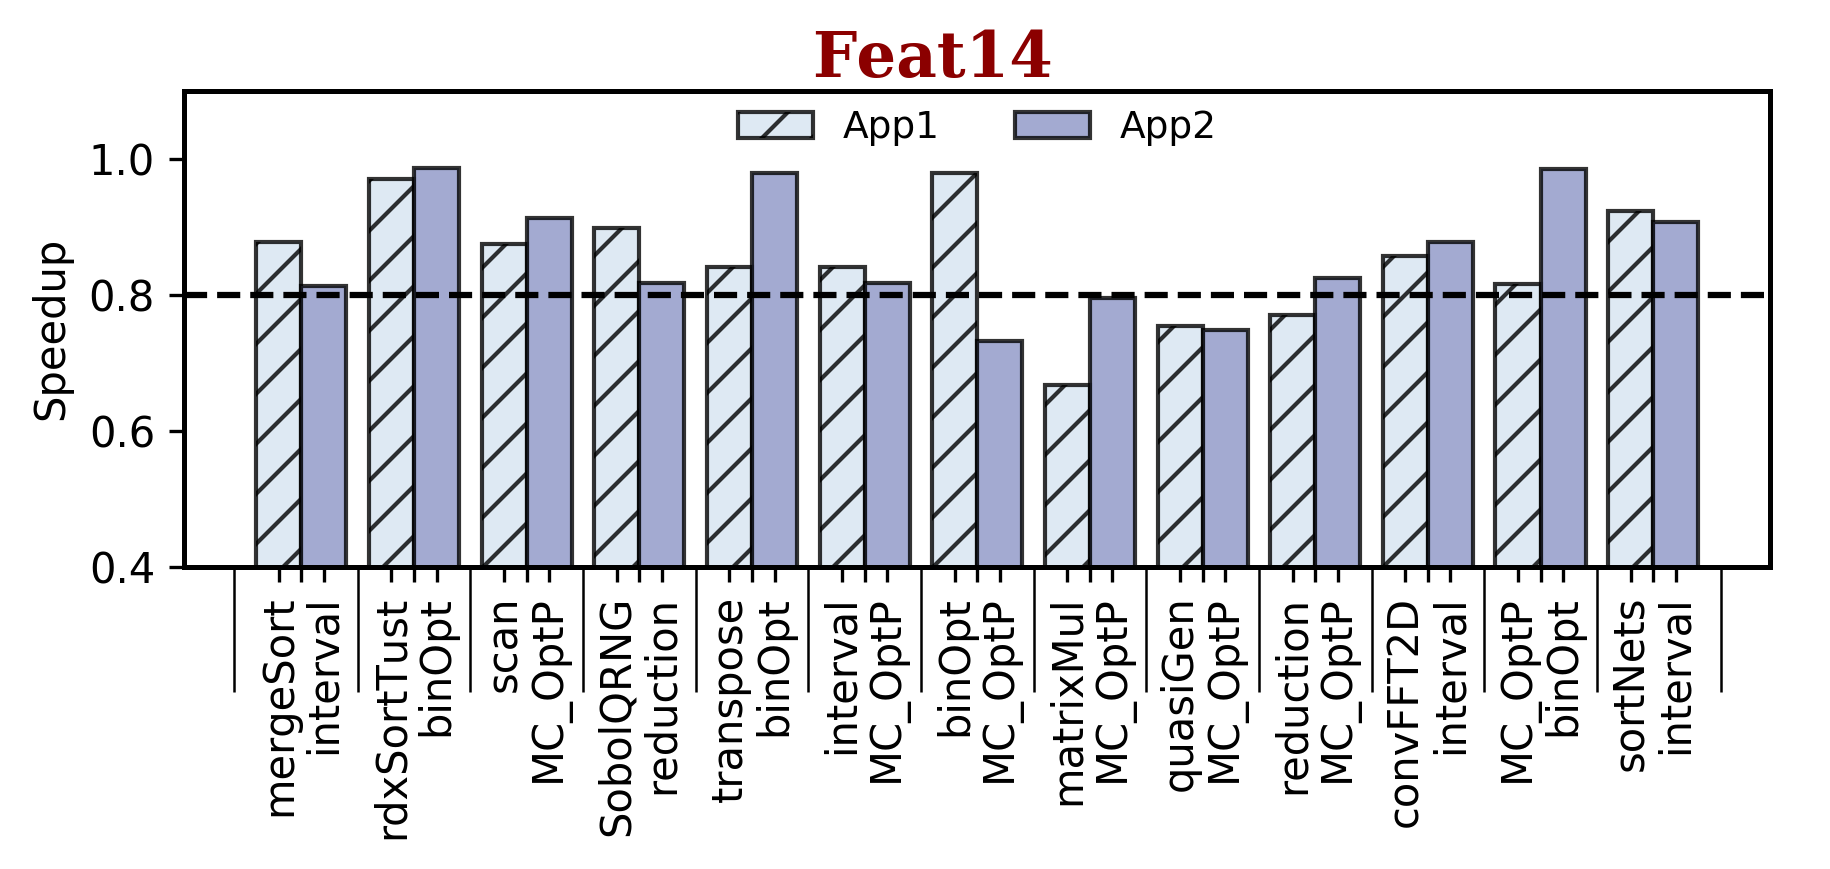 Feat14
App1 App2
Speedup
1.0
0.8
0.6
0.4
mergeSort
interval
rdxSortTust
binOpt
scan
MC_OptP
SobolQRNG
reduction
transpose
binOpt
interval
MC_OptP
binOpt
MC_OptP
matrixMul
MC_OptP
quasiGen
MC_OptP
reduction
MC_OptP
convFFT2D
interval
MC_OptP
binOpt
sortNets
interval